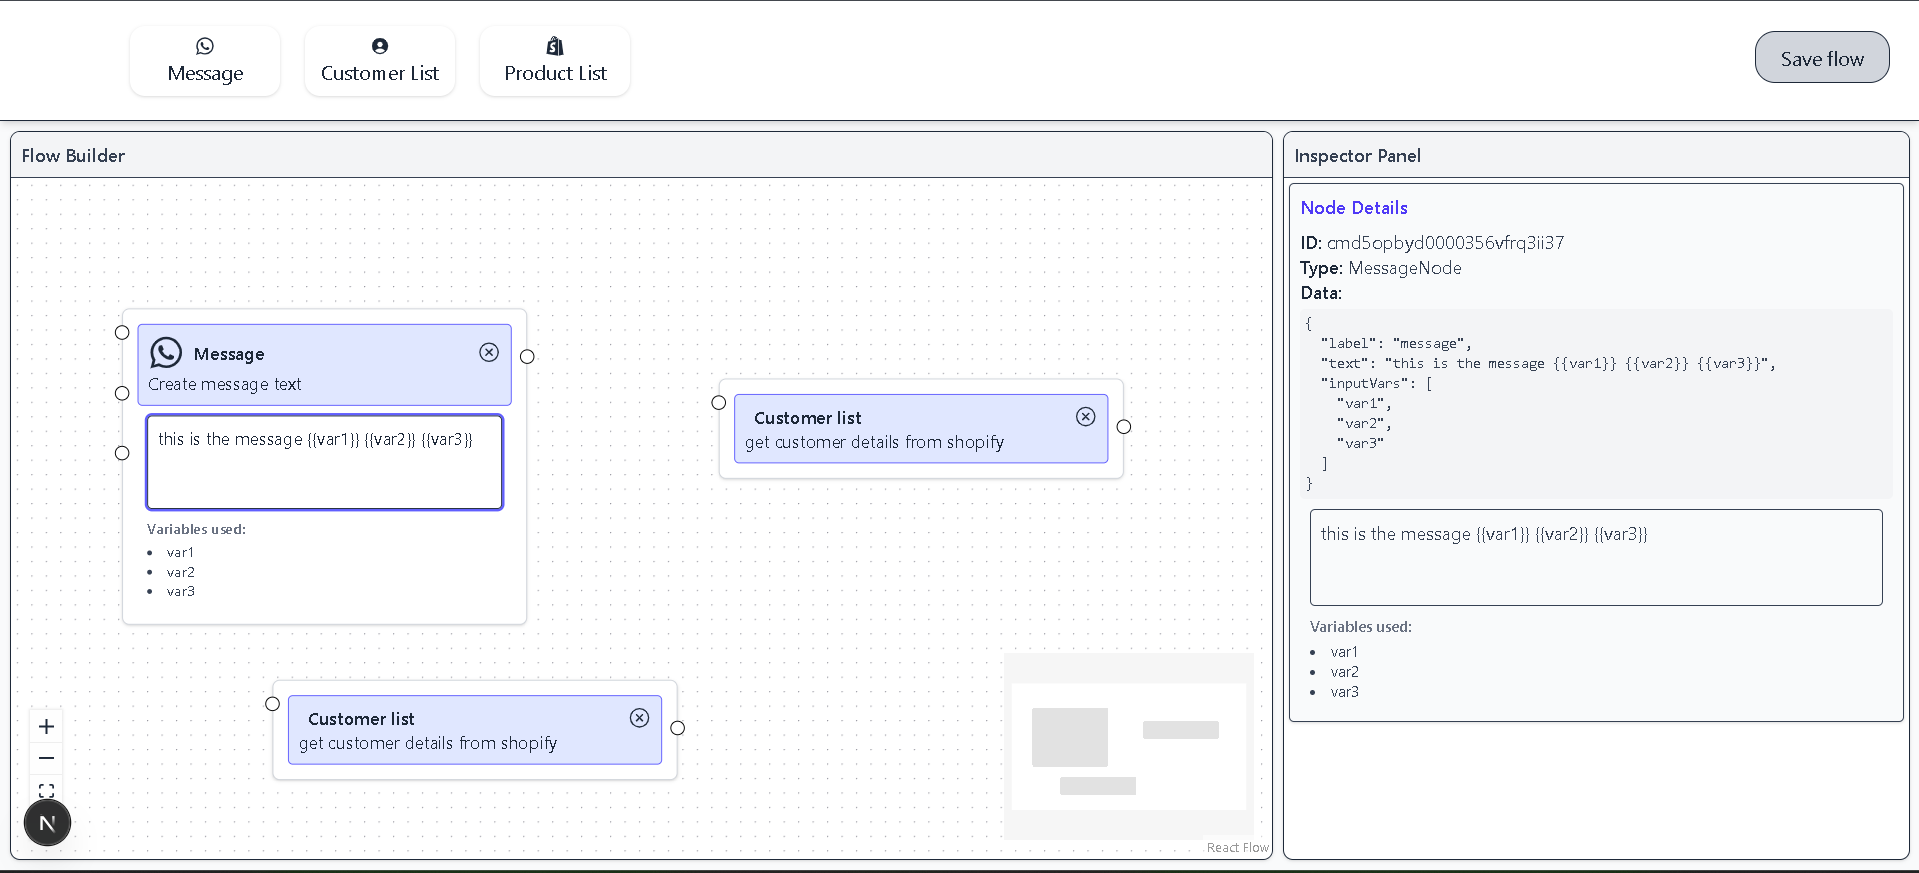 Message
Customer List
Product List
Save flow
Flow Builder
Message
Create message text
this is the message {{var1}} {{var2}} {{var3}}
Variables used:
• var1
• var2
• var3
Customer list
get customer details from shopify
Customer list
get customer details from shopify
N
React Flow
Inspector Panel
Node Details
ID: cmd5opbyd0000356vfrq3ii37
Type: MessageNode
Data:
{
  "label": "message",
  "text": "this is the message {{var1}} {{var2}} {{var3}}",
  "inputVars": [
    "var1",
    "var2",
    "var3"
  ]
}
this is the message {{var1}} {{var2}} {{var3}}
Variables used:
• var1
• var2
• var3